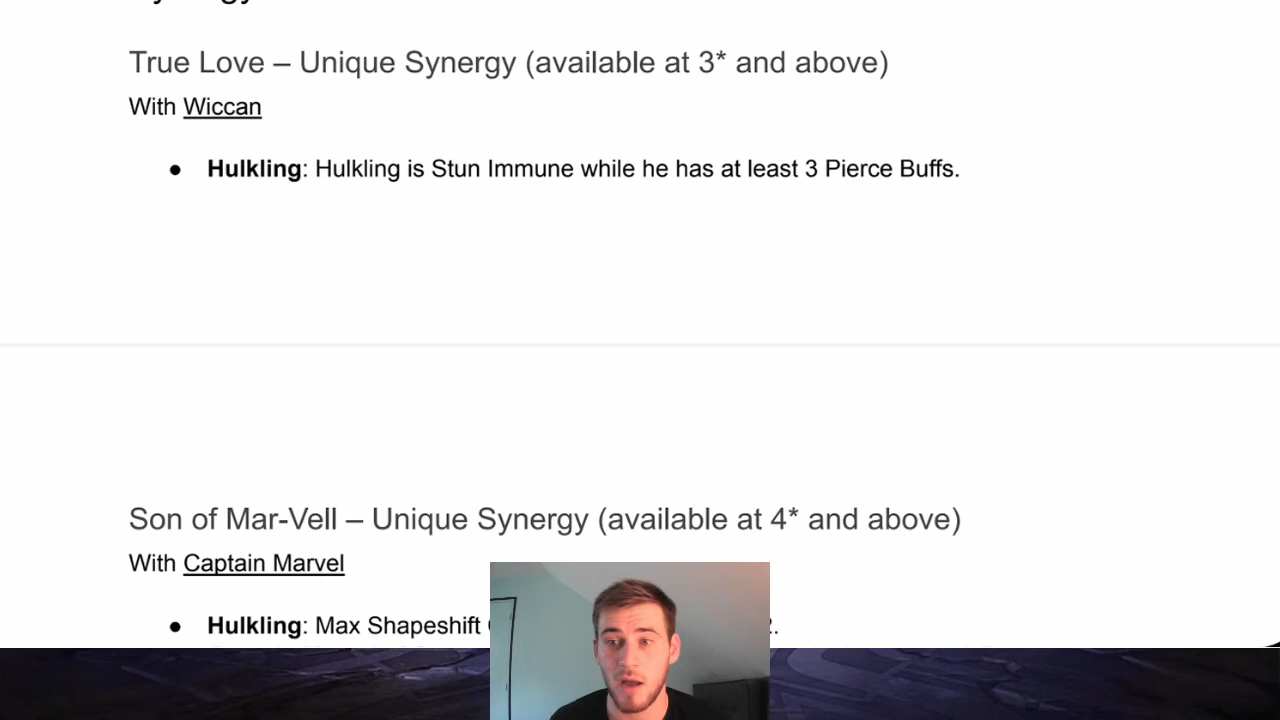 True Love – Unique Synergy (available at 3* and above)
With Wiccan
● Hulkling: Hulkling is Stun Immune while he has at least 3 Pierce Buffs.
Son of Mar-Vell – Unique Synergy (available at 4* and above)
With Captain Marvel
● Hulkling: Max Shapeshift